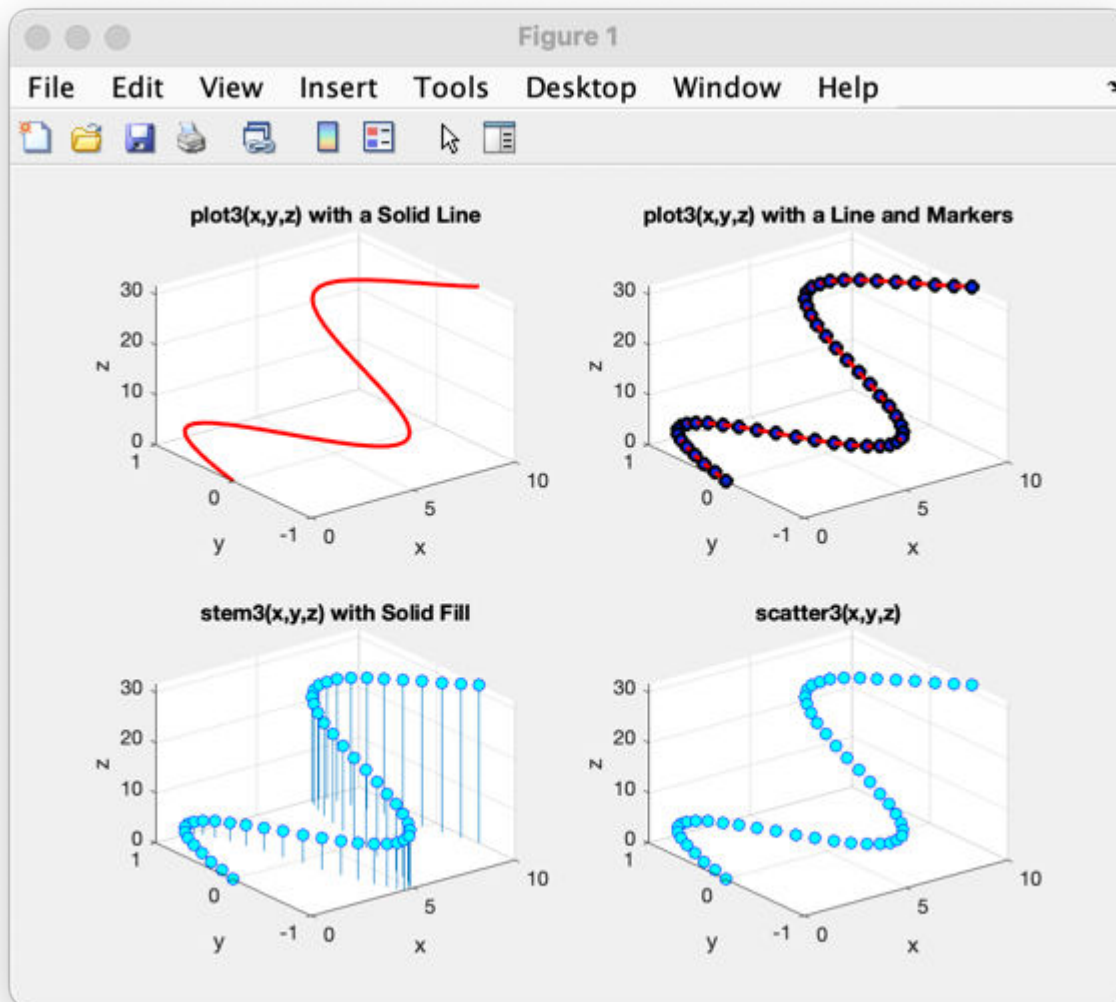 Figure 1
File Edit View Insert Tools Desktop Window Help
plot3(x,y,z) with a Solid Line
30
20
10
0
z
1
0
-1
y
0
5
10
x
plot3(x,y,z) with a Line and Markers
30
20
10
0
z
1
0
-1
y
0
5
10
x
stem3(x,y,z) with Solid Fill
30
20
10
0
z
1
0
-1
y
0
5
10
x
scatter3(x,y,z)
30
20
10
0
z
1
0
-1
y
0
5
10
x